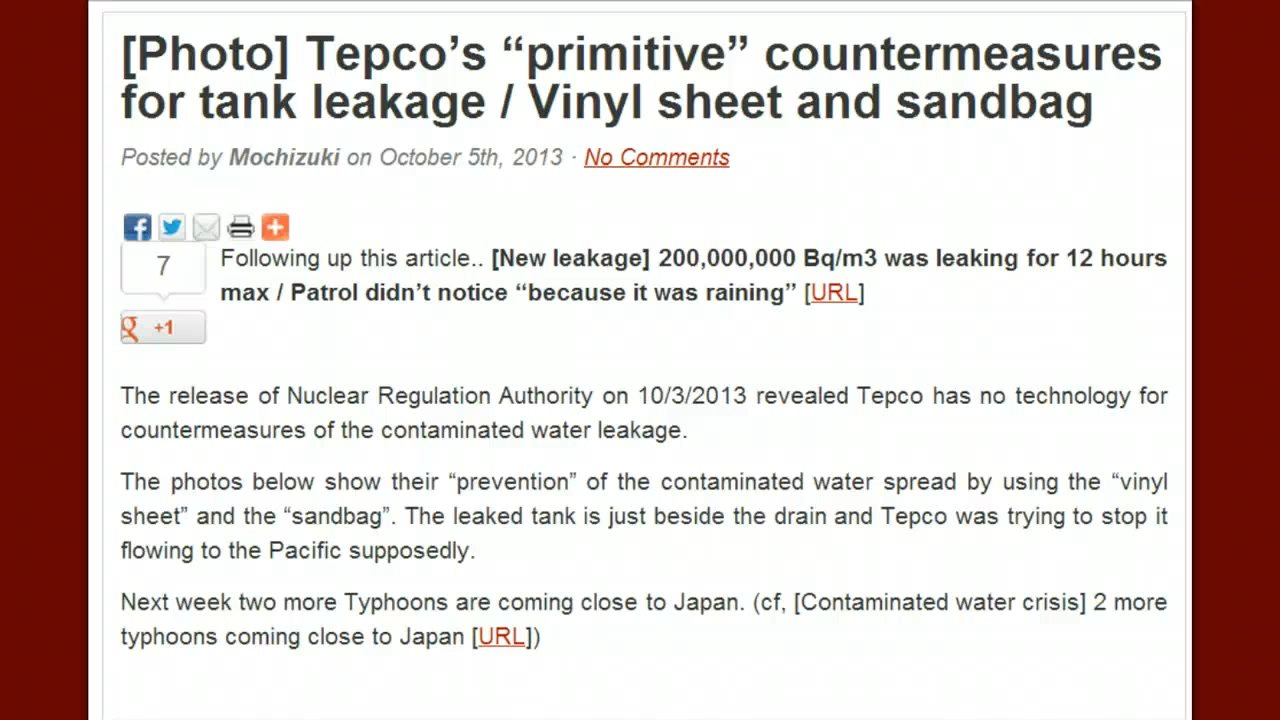 [Photo] Tepco’s “primitive” countermeasures
for tank leakage / Vinyl sheet and sandbag
Posted by Mochizuki on October 5th, 2013 · No Comments
7
Following up this article.. [New leakage] 200,000,000 Bq/m3 was leaking for 12 hours
max / Patrol didn’t notice “because it was raining” [URL]
+1
The release of Nuclear Regulation Authority on 10/3/2013 revealed Tepco has no technology for
countermeasures of the contaminated water leakage.
The photos below show their “prevention” of the contaminated water spread by using the “vinyl
sheet” and the “sandbag”. The leaked tank is just beside the drain and Tepco was trying to stop it
flowing to the Pacific supposedly.
Next week two more Typhoons are coming close to Japan. (cf, [Contaminated water crisis] 2 more
typhoons coming close to Japan [URL])